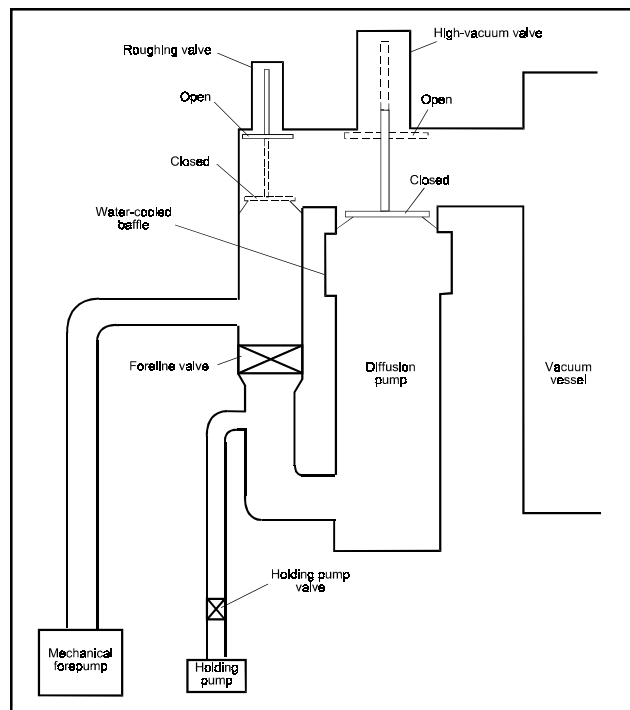 High-vacuum valve
Roughing valve
Open
Open
Closed
Closed
Water-cooled
baffle
Foreline valve
Diffusion
pump
Vacuum
vessel
Holding pump
valve
Mechanical
forepump
Holding
pump